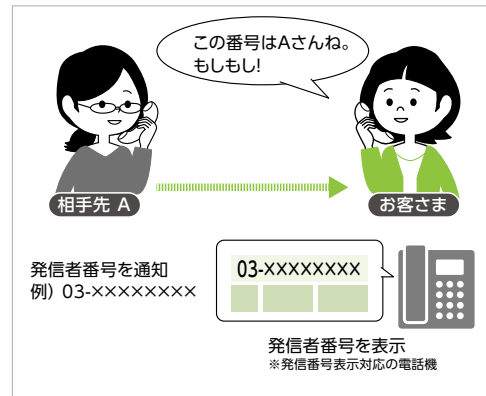 この番号はAさんね。
もしもし!
相手先 A
お客さま
発信者番号を通知
例) 03-××××××××
03-××××××××
発信者番号を表示
※発信番号表示対応の電話機